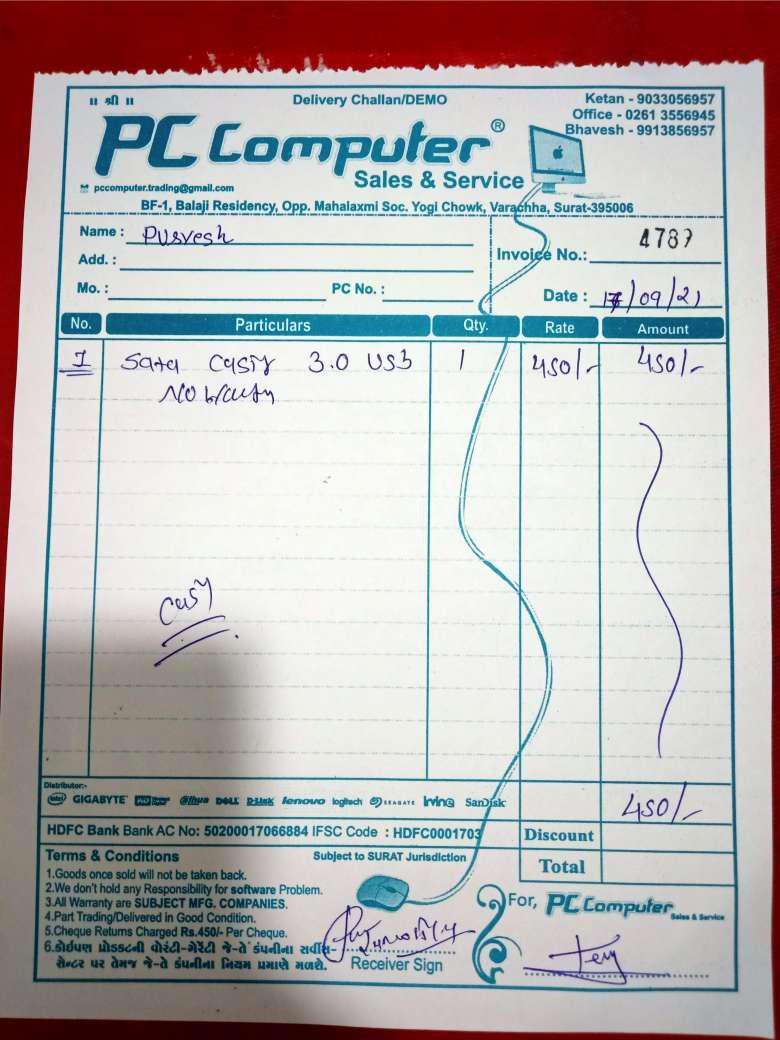 ॥ श्री ॥
Delivery Challan/DEMO
Ketan - 9033056957
Office - 0261 3556945
Bhavesh - 9913856957
PC Computer ®
Sales & Service
pccomputer.trading@gmail.com
BF-1, Balaji Residency, Opp. Mahalaxmi Soc. Yogi Chowk, Varachha, Surat-395006
Name : Purvesh
Invoice No.: 4787
Add. :
Mo. : PC No. :
Date : 17/09/21
No. Particulars Qty. Rate Amount
1 Sata Casiy 3.0 USB 1 450/- 450/-
Distributor:-
intel GIGABYTE alhua DELL D-Link lenovo logitech SEAGATE irving SanDisk
450/-
HDFC Bank Bank AC No: 50200017066884 IFSC Code : HDFC0001703
Discount
Total
Terms & Conditions Subject to SURAT Jurisdiction
1.Goods once sold will not be taken back.
2.We don't hold any Responsibility for software Problem.
3.All Warranty are SUBJECT MFG. COMPANIES.
4.Part Trading/Delivered in Good Condition.
5.Cheque Returns Charged Rs.450/- Per Cheque.
6.કોઈપણ પ્રોડક્ટની વોરંટી-ગેરેંટી જે-તે કંપનીના સર્વિસ-
સેન્ટર પર તેમજ જે-તે કંપનીના નિયમ પ્રમાણે મળશે.
Receiver Sign
For, PC Computer
Sales & Service